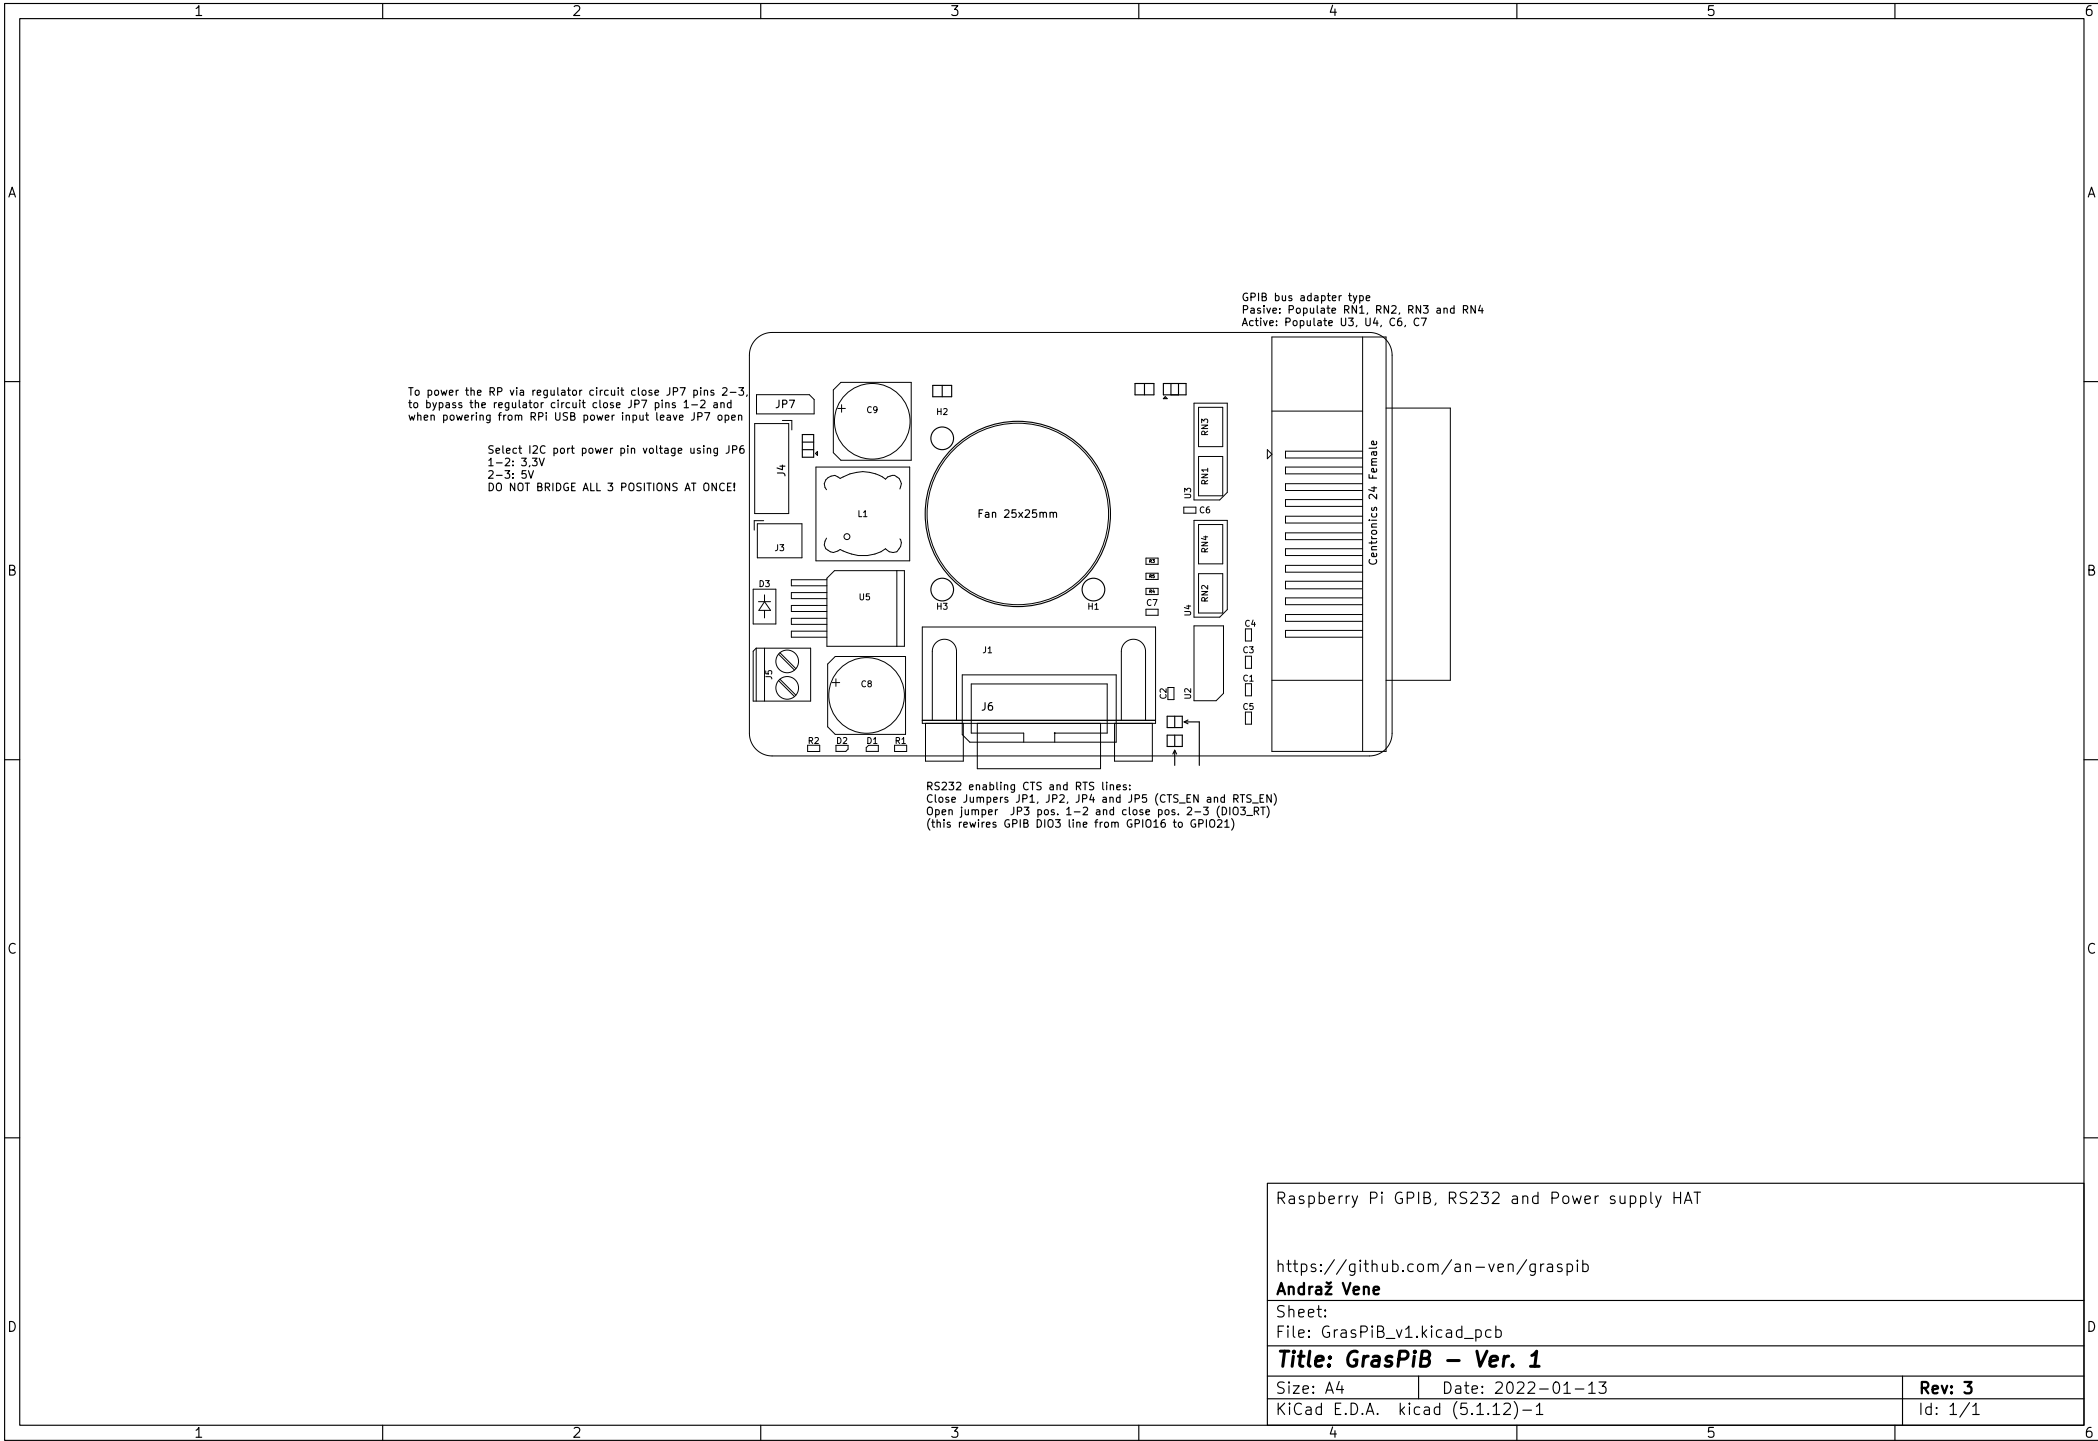 1 2 3 4 5 6
A A
GPIB bus adapter type
Pasive: Populate RN1, RN2, RN3 and RN4
Active: Populate U3, U4, C6, C7
To power the RP via regulator circuit close JP7 pins 2-3,
to bypass the regulator circuit close JP7 pins 1-2 and
when powering from RPi USB power input leave JP7 open
Select I2C port power pin voltage using JP6
1-2: 3,3V
2-3: 5V
DO NOT BRIDGE ALL 3 POSITIONS AT ONCE!
JP7
C9
H2
RN3
J4
RN1
U3
Centronics 24 Female
L1
Fan 25x25mm
C6
J3
RN4
B B
R3
R5
R4
D3
U5
H3
H1
C7
RN2
U4
C4
J1
C3
J5
C8
C2
U2
C1
J6
C5
R2 D2 D1 R1
RS232 enabling CTS and RTS lines:
Close Jumpers JP1, JP2, JP4 and JP5 (CTS_EN and RTS_EN)
Open jumper  JP3 pos. 1-2 and close pos. 2-3 (DIO3_RT)
(this rewires GPIB DIO3 line from GPIO16 to GPIO21)
C C
Raspberry Pi GPIB, RS232 and Power supply HAT
https://github.com/an-ven/graspib
Andraž Vene
Sheet:
File: GrasPiB_v1.kicad_pcb
D D
Title: GrasPiB - Ver. 1
Size: A4 Date: 2022-01-13 Rev: 3
KiCad E.D.A.  kicad (5.1.12)-1 Id: 1/1
1 2 3 4 5 6